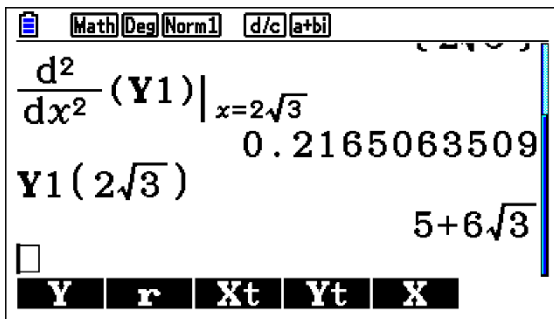 Math Deg Norm1 d/c a+bi
d²/dx² (Y1)|x=2√3
0.2165063509
Y1(2√3)
5+6√3
Y r Xt Yt X